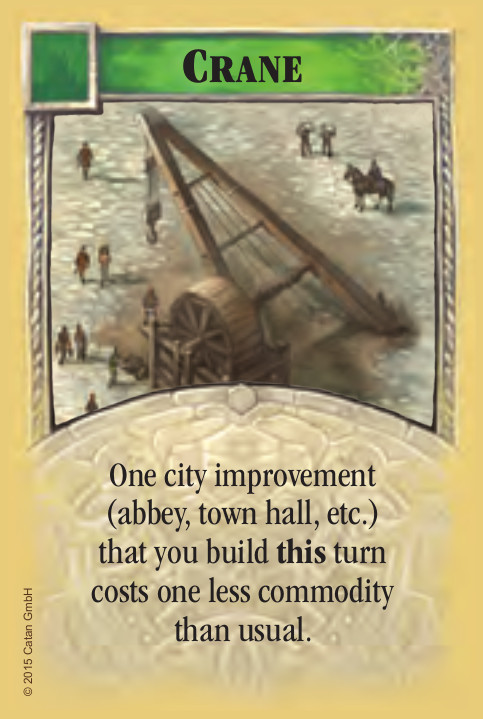 CRANE
One city improvement
(abbey, town hall, etc.)
that you build this turn
costs one less commodity
than usual.
© 2015 Catan GmbH